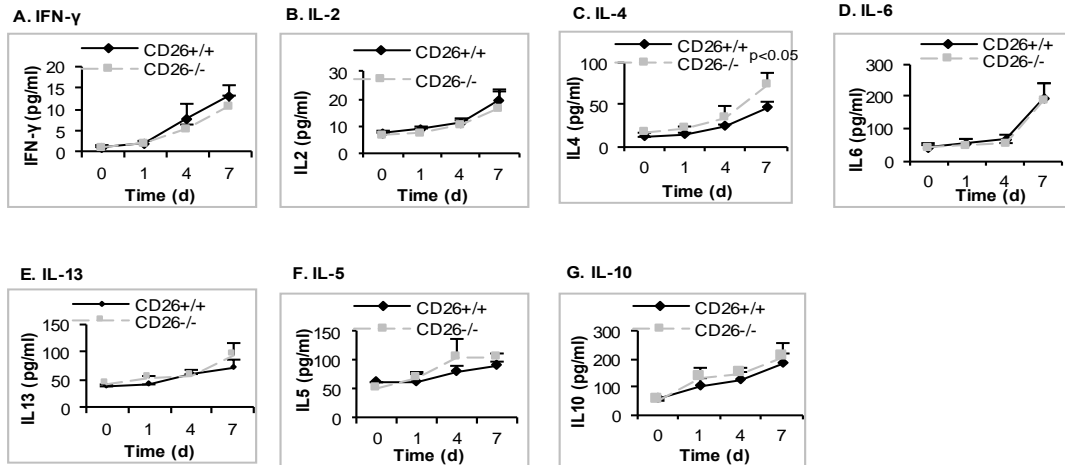 A. IFN-γ
CD26+/+
CD26-/-
20
15
10
5
0
IFN-γ (pg/ml)
0 1 4 7
Time (d)
B. IL-2
CD26+/+
CD26-/-
30
20
10
0
IL2 (pg/ml)
0 1 4 7
Time (d)
C. IL-4
CD26+/+
CD26-/-
p<0.05
100
50
0
IL4 (pg/ml)
0 1 4 7
Time (d)
D. IL-6
CD26+/+
CD26-/-
300
200
100
0
IL6 (pg/ml)
0 1 4 7
Time (d)
E. IL-13
CD26+/+
CD26-/-
150
100
50
0
IL13 (pg/ml)
0 1 4 7
Time (d)
F. IL-5
CD26+/+
CD26-/-
150
100
50
0
IL5 (pg/ml)
0 1 4 7
Time (d)
G. IL-10
CD26+/+
CD26-/-
300
200
100
0
IL10 (pg/ml)
0 1 4 7
Time (d)